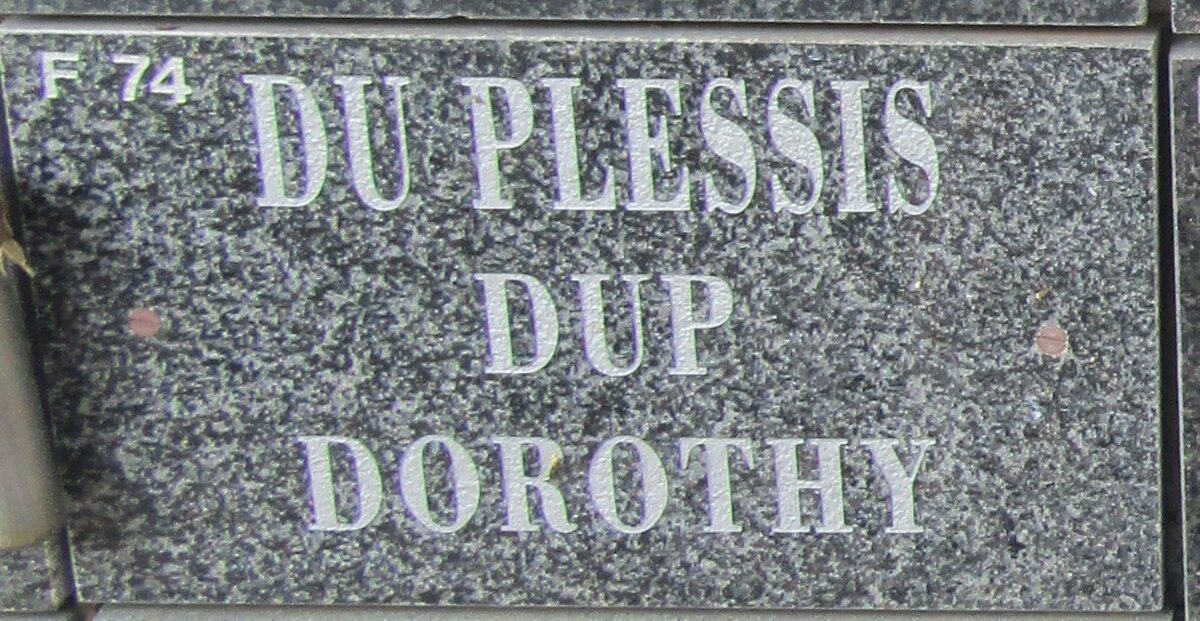 F 74
DU PLESSIS
DUP
DOROTHY